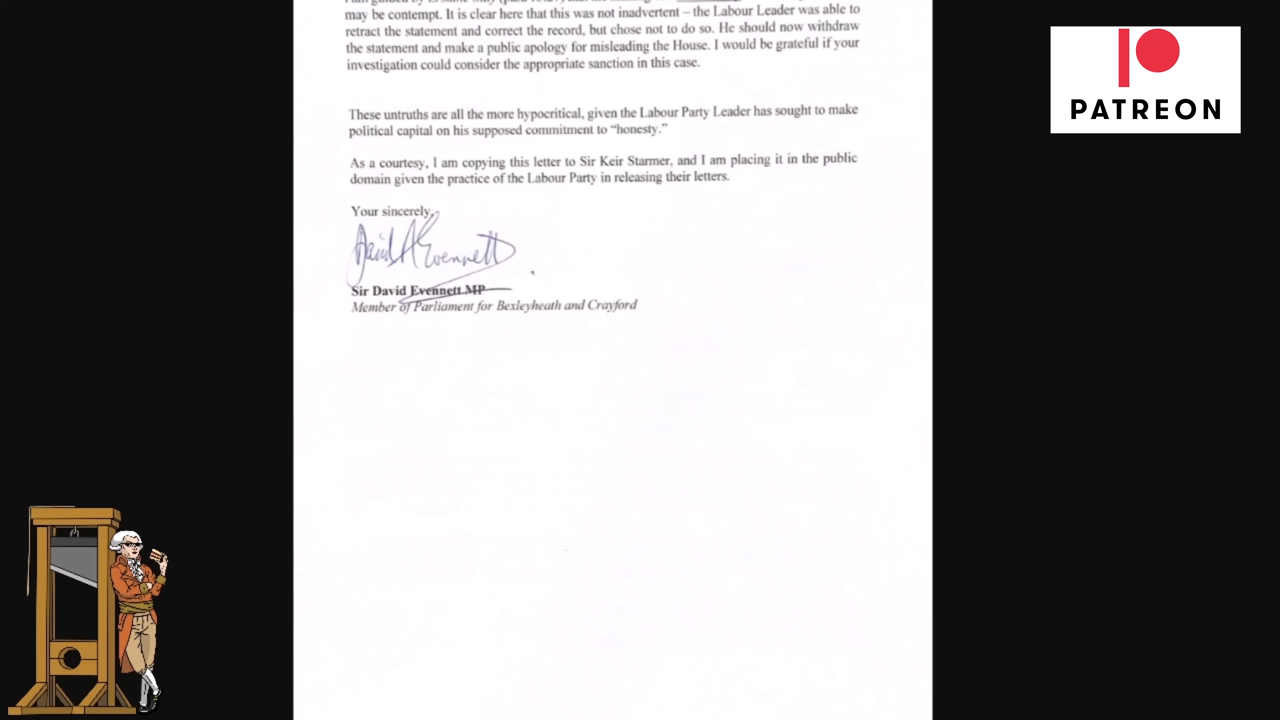 may be contempt. It is clear here that this was not inadvertent – the Labour Leader was able to
retract the statement and correct the record, but chose not to do so. He should now withdraw
the statement and make a public apology for misleading the House. I would be grateful if your
investigation could consider the appropriate sanction in this case.
These untruths are all the more hypocritical, given the Labour Party Leader has sought to make
political capital on his supposed commitment to “honesty.”
As a courtesy, I am copying this letter to Sir Keir Starmer, and I am placing it in the public
domain given the practice of the Labour Party in releasing their letters.
Your sincerely,
David A Evennett
Sir David Evennett MP
Member of Parliament for Bexleyheath and Crayford
PATREON